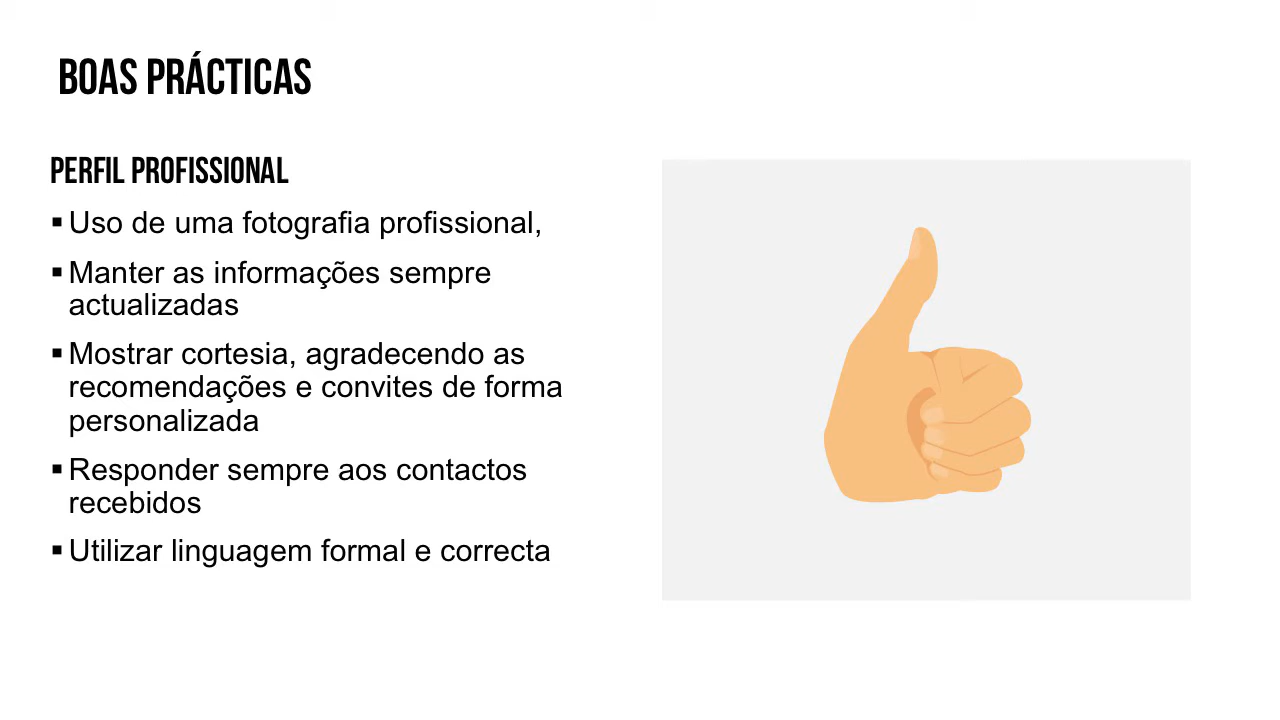 BOAS PRÁCTICAS
PERFIL PROFISSIONAL
▪ Uso de uma fotografia profissional,
▪ Manter as informações sempre
actualizadas
▪ Mostrar cortesia, agradecendo as
recomendações e convites de forma
personalizada
▪ Responder sempre aos contactos
recebidos
▪ Utilizar linguagem formal e correcta